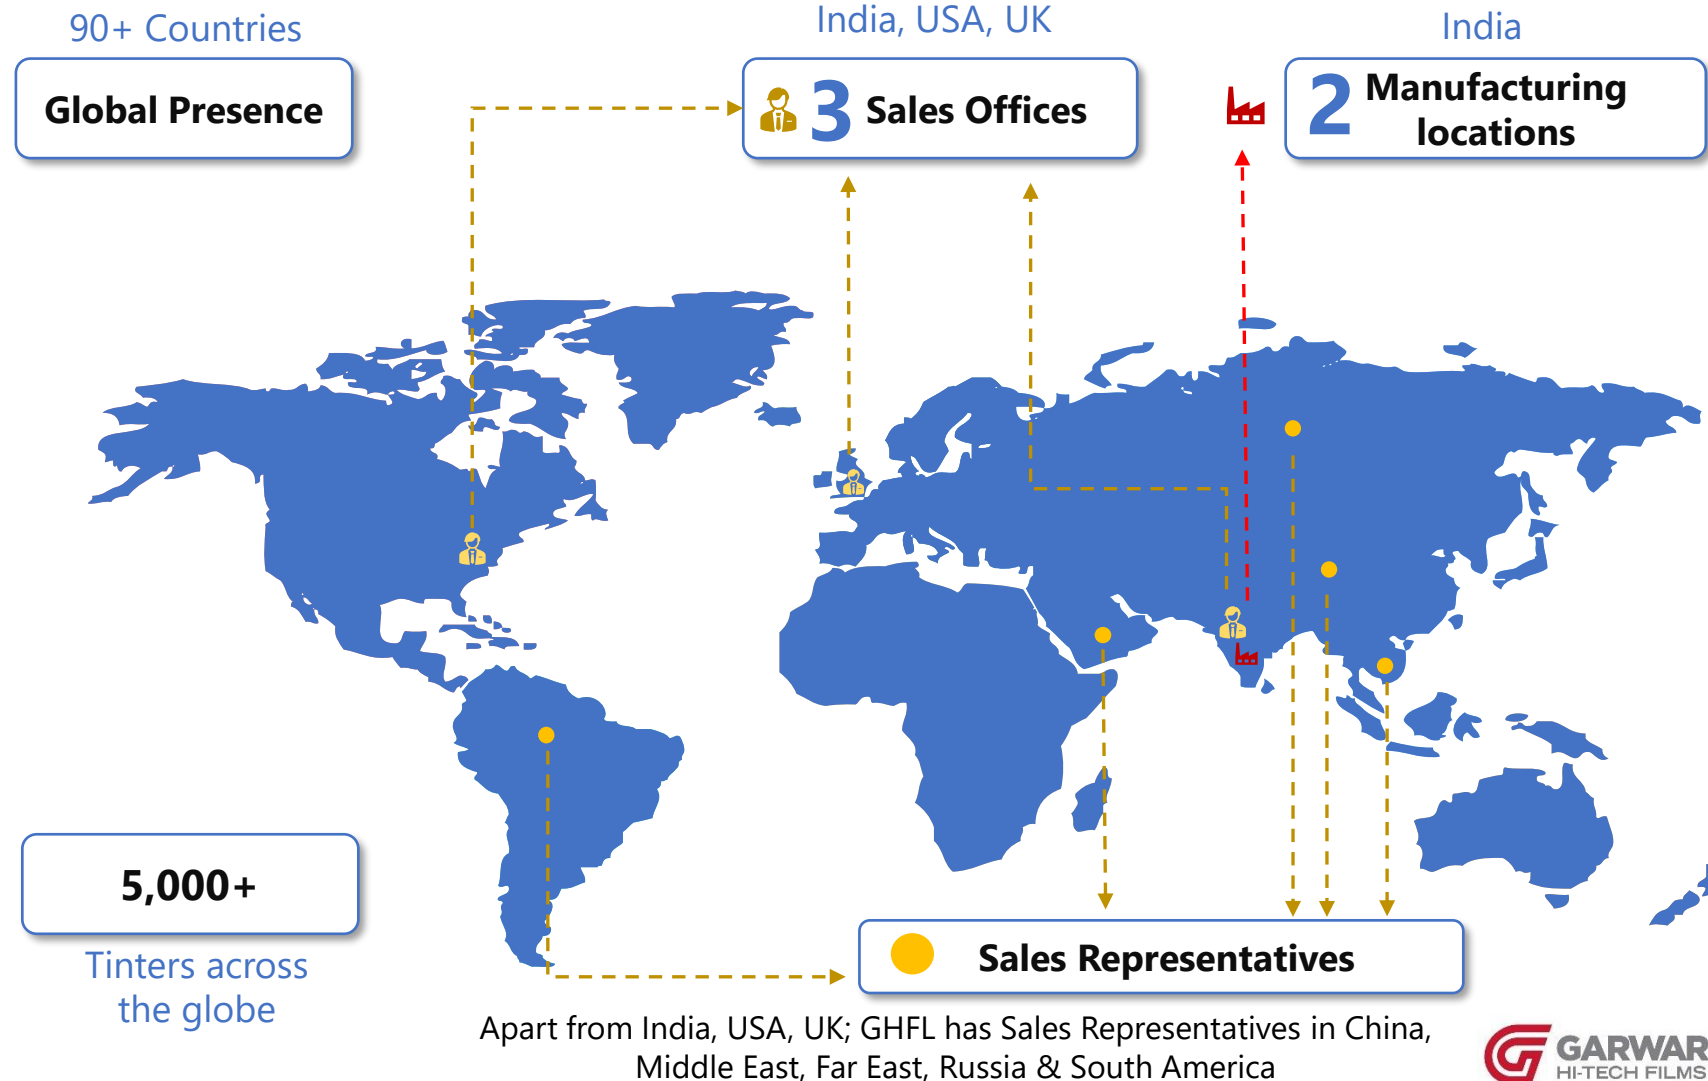 90+ Countries
Global Presence
India, USA, UK
3 Sales Offices
India
2 Manufacturing
locations
5,000+
Tinters across
the globe
Sales Representatives
Apart from India, USA, UK; GHFL has Sales Representatives in China,
Middle East, Far East, Russia & South America
GARWAR
HI-TECH FILMS